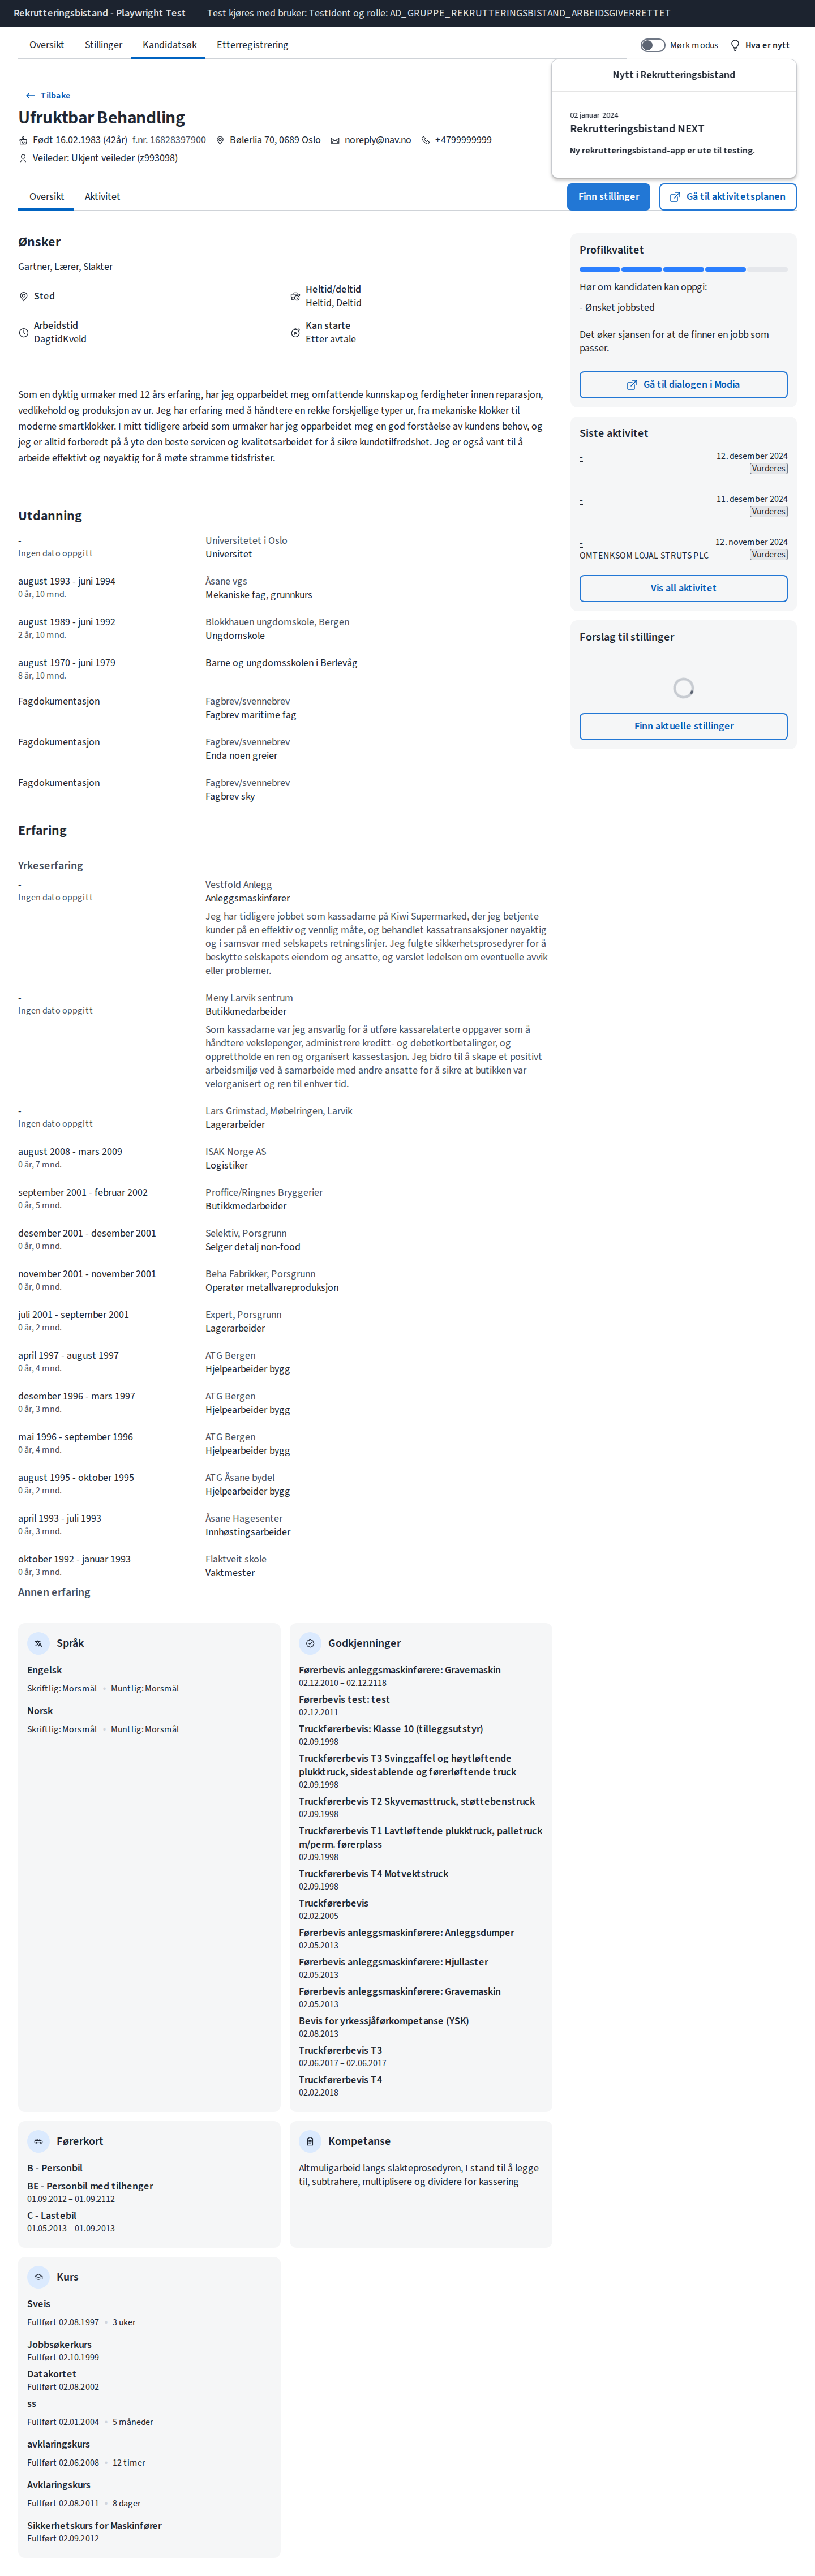 Rekrutteringsbistand - Playwright Test
Test kjøres med bruker: TestIdent og rolle: AD_GRUPPE_REKRUTTERINGSBISTAND_ARBEIDSGIVERRETTET
Oversikt
Stillinger
Kandidatsøk
Etterregistrering
Mørk modus
Hva er nytt
Nytt i Rekrutteringsbistand
02 januar 2024
Rekrutteringsbistand NEXT
Ny rekrutteringsbistand-app er ute til testing.
Tilbake
Ufruktbar Behandling
Født 16.02.1983 (42år) f.nr. 16828397900
Bølerlia 70, 0689 Oslo
noreply@nav.no
+4799999999
Veileder: Ukjent veileder (z993098)
Oversikt
Aktivitet
Finn stillinger
Gå til aktivitetsplanen
Ønsker
Gartner, Lærer, Slakter
Sted
Heltid/deltid
Heltid, Deltid
Arbeidstid
DagtidKveld
Kan starte
Etter avtale
Som en dyktig urmaker med 12 års erfaring, har jeg opparbeidet meg omfattende kunnskap og ferdigheter innen reparasjon,
vedlikehold og produksjon av ur. Jeg har erfaring med å håndtere en rekke forskjellige typer ur, fra mekaniske klokker til
moderne smartklokker. I mitt tidligere arbeid som urmaker har jeg opparbeidet meg en god forståelse av kundens behov, og
jeg er alltid forberedt på å yte den beste servicen og kvalitetsarbeidet for å sikre kundetilfredshet. Jeg er også vant til å
arbeide effektivt og nøyaktig for å møte stramme tidsfrister.
Utdanning
-
Ingen dato oppgitt
Universitetet i Oslo
Universitet
august 1993 - juni 1994
0 år, 10 mnd.
Åsane vgs
Mekaniske fag, grunnkurs
august 1989 - juni 1992
2 år, 10 mnd.
Blokkhauen ungdomskole, Bergen
Ungdomskole
august 1970 - juni 1979
8 år, 10 mnd.
Barne og ungdomsskolen i Berlevåg
Fagdokumentasjon
Fagbrev/svennebrev
Fagbrev maritime fag
Fagdokumentasjon
Fagbrev/svennebrev
Enda noen greier
Fagdokumentasjon
Fagbrev/svennebrev
Fagbrev sky
Erfaring
Yrkeserfaring
-
Ingen dato oppgitt
Vestfold Anlegg
Anleggsmaskinfører
Jeg har tidligere jobbet som kassadame på Kiwi Supermarked, der jeg betjente
kunder på en effektiv og vennlig måte, og behandlet kassatransaksjoner nøyaktig
og i samsvar med selskapets retningslinjer. Jeg fulgte sikkerhetsprosedyrer for å
beskytte selskapets eiendom og ansatte, og varslet ledelsen om eventuelle avvik
eller problemer.
-
Ingen dato oppgitt
Meny Larvik sentrum
Butikkmedarbeider
Som kassadame var jeg ansvarlig for å utføre kassarelaterte oppgaver som å
håndtere vekslepenger, administrere kreditt- og debetkortbetalinger, og
opprettholde en ren og organisert kassestasjon. Jeg bidro til å skape et positivt
arbeidsmiljø ved å samarbeide med andre ansatte for å sikre at butikken var
velorganisert og ren til enhver tid.
-
Ingen dato oppgitt
Lars Grimstad, Møbelringen, Larvik
Lagerarbeider
august 2008 - mars 2009
0 år, 7 mnd.
ISAK Norge AS
Logistiker
september 2001 - februar 2002
0 år, 5 mnd.
Proffice/Ringnes Bryggerier
Butikkmedarbeider
desember 2001 - desember 2001
0 år, 0 mnd.
Selektiv, Porsgrunn
Selger detalj non-food
november 2001 - november 2001
0 år, 0 mnd.
Beha Fabrikker, Porsgrunn
Operatør metallvareproduksjon
juli 2001 - september 2001
0 år, 2 mnd.
Expert, Porsgrunn
Lagerarbeider
april 1997 - august 1997
0 år, 4 mnd.
ATG Bergen
Hjelpearbeider bygg
desember 1996 - mars 1997
0 år, 3 mnd.
ATG Bergen
Hjelpearbeider bygg
mai 1996 - september 1996
0 år, 4 mnd.
ATG Bergen
Hjelpearbeider bygg
august 1995 - oktober 1995
0 år, 2 mnd.
ATG Åsane bydel
Hjelpearbeider bygg
april 1993 - juli 1993
0 år, 3 mnd.
Åsane Hagesenter
Innhøstingsarbeider
oktober 1992 - januar 1993
0 år, 3 mnd.
Flaktveit skole
Vaktmester
Annen erfaring
Språk
Engelsk
Skriftlig: Morsmål
Muntlig: Morsmål
Norsk
Skriftlig: Morsmål
Muntlig: Morsmål
Godkjenninger
Førerbevis anleggsmaskinførere: Gravemaskin
02.12.2010 – 02.12.2118
Førerbevis test: test
02.12.2011
Truckførerbevis: Klasse 10 (tilleggsutstyr)
02.09.1998
Truckførerbevis T3 Svinggaffel og høytløftende
plukktruck, sidestablende og førerløftende truck
02.09.1998
Truckførerbevis T2 Skyvemasttruck, støttebenstruck
02.09.1998
Truckførerbevis T1 Lavtløftende plukktruck, palletruck
m/perm. førerplass
02.09.1998
Truckførerbevis T4 Motvektstruck
02.09.1998
Truckførerbevis
02.02.2005
Førerbevis anleggsmaskinførere: Anleggsdumper
02.05.2013
Førerbevis anleggsmaskinførere: Hjullaster
02.05.2013
Førerbevis anleggsmaskinførere: Gravemaskin
02.05.2013
Bevis for yrkessjåførkompetanse (YSK)
02.08.2013
Truckførerbevis T3
02.06.2017 – 02.06.2017
Truckførerbevis T4
02.02.2018
Førerkort
B - Personbil
BE - Personbil med tilhenger
01.09.2012 – 01.09.2112
C - Lastebil
01.05.2013 – 01.09.2013
Kompetanse
Altmuligarbeid langs slakteprosedyren, I stand til å legge
til, subtrahere, multiplisere og dividere for kassering
Kurs
Sveis
Fullført 02.08.1997
3 uker
Jobbsøkerkurs
Fullført 02.10.1999
Datakortet
Fullført 02.08.2002
ss
Fullført 02.01.2004
5 måneder
avklaringskurs
Fullført 02.06.2008
12 timer
Avklaringskurs
Fullført 02.08.2011
8 dager
Sikkerhetskurs for Maskinfører
Fullført 02.09.2012
Profilkvalitet
Hør om kandidaten kan oppgi:
- Ønsket jobbsted
Det øker sjansen for at de finner en jobb som
passer.
Gå til dialogen i Modia
Siste aktivitet
-
12. desember 2024
Vurderes
-
11. desember 2024
Vurderes
-
12. november 2024
OMTENKSOM LOJAL STRUTS PLC
Vurderes
Vis all aktivitet
Forslag til stillinger
Finn aktuelle stillinger